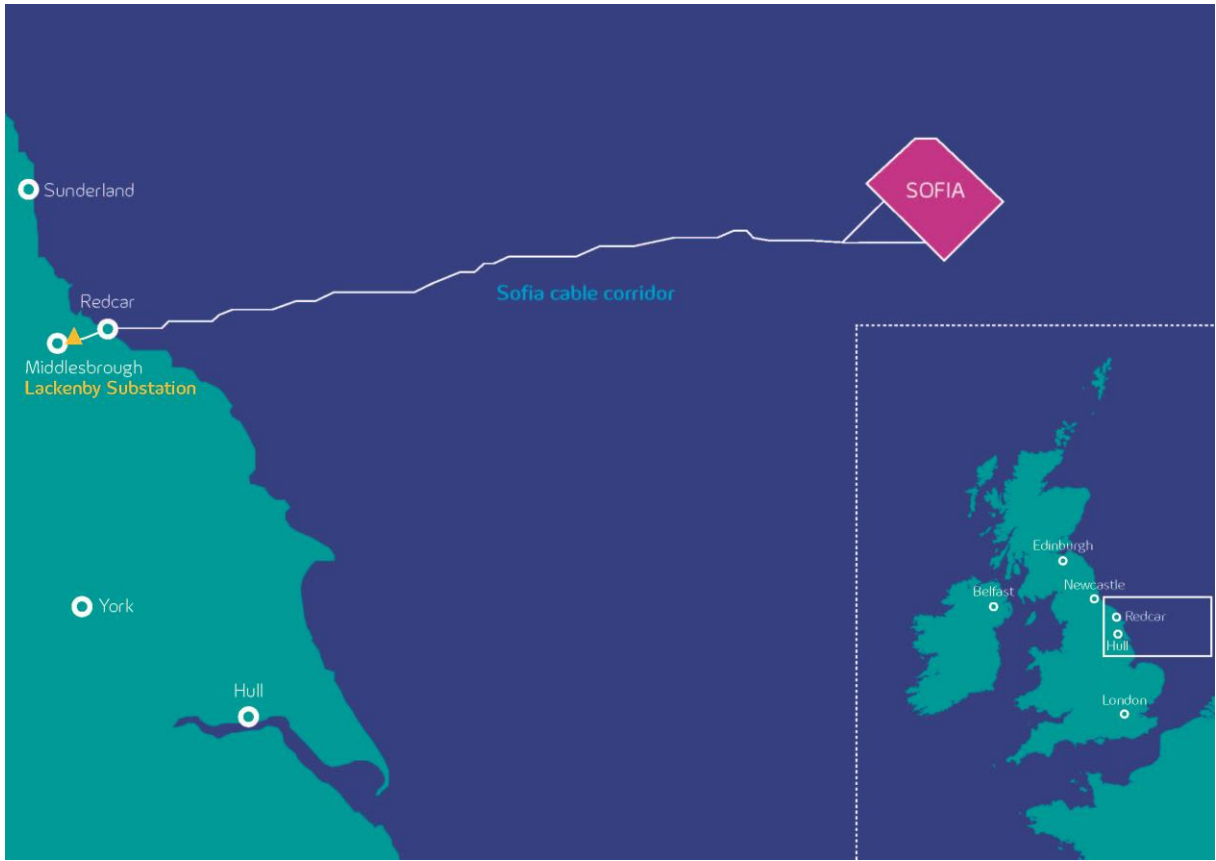 Sunderland
SOFIA
Redcar
Sofia cable corridor
Middlesbrough
Lackenby Substation
York
Hull
Edinburgh
Newcastle
Belfast
Redcar
Hull
London